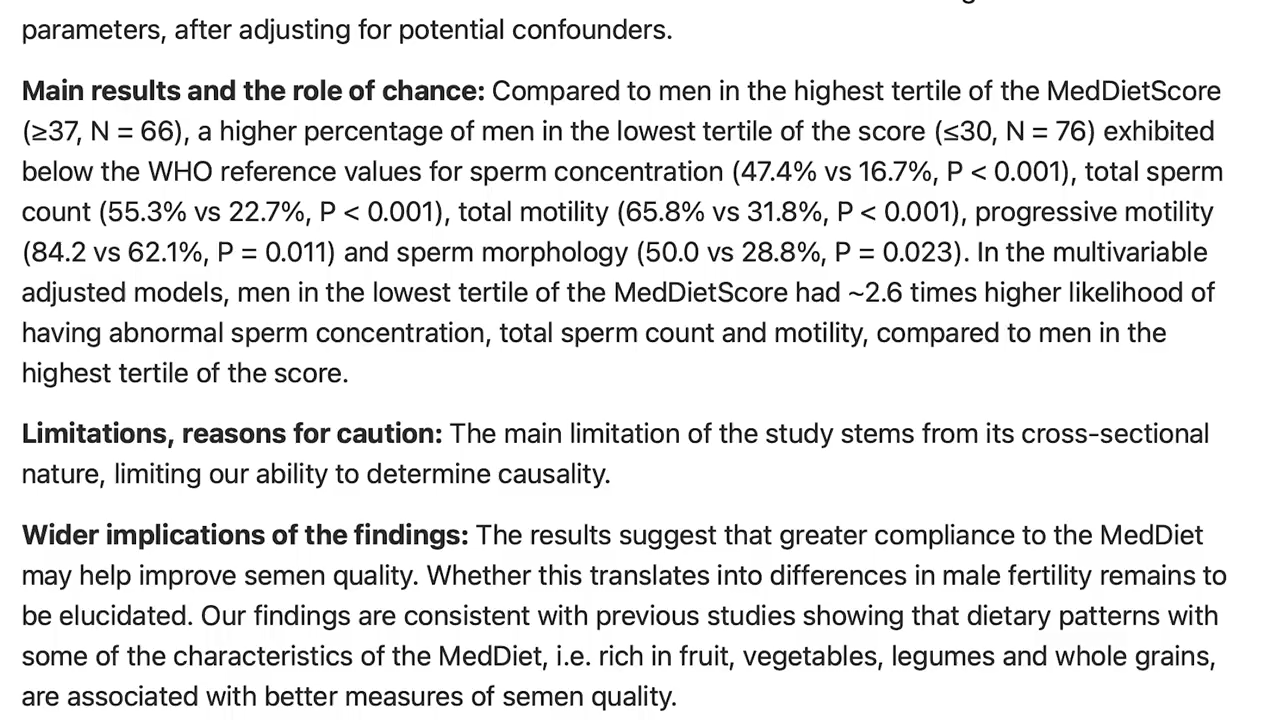 parameters, after adjusting for potential confounders.
Main results and the role of chance: Compared to men in the highest tertile of the MedDietScore
(≥37, N = 66), a higher percentage of men in the lowest tertile of the score (≤30, N = 76) exhibited
below the WHO reference values for sperm concentration (47.4% vs 16.7%, P < 0.001), total sperm
count (55.3% vs 22.7%, P < 0.001), total motility (65.8% vs 31.8%, P < 0.001), progressive motility
(84.2 vs 62.1%, P = 0.011) and sperm morphology (50.0 vs 28.8%, P = 0.023). In the multivariable
adjusted models, men in the lowest tertile of the MedDietScore had ~2.6 times higher likelihood of
having abnormal sperm concentration, total sperm count and motility, compared to men in the
highest tertile of the score.
Limitations, reasons for caution: The main limitation of the study stems from its cross-sectional
nature, limiting our ability to determine causality.
Wider implications of the findings: The results suggest that greater compliance to the MedDiet
may help improve semen quality. Whether this translates into differences in male fertility remains to
be elucidated. Our findings are consistent with previous studies showing that dietary patterns with
some of the characteristics of the MedDiet, i.e. rich in fruit, vegetables, legumes and whole grains,
are associated with better measures of semen quality.